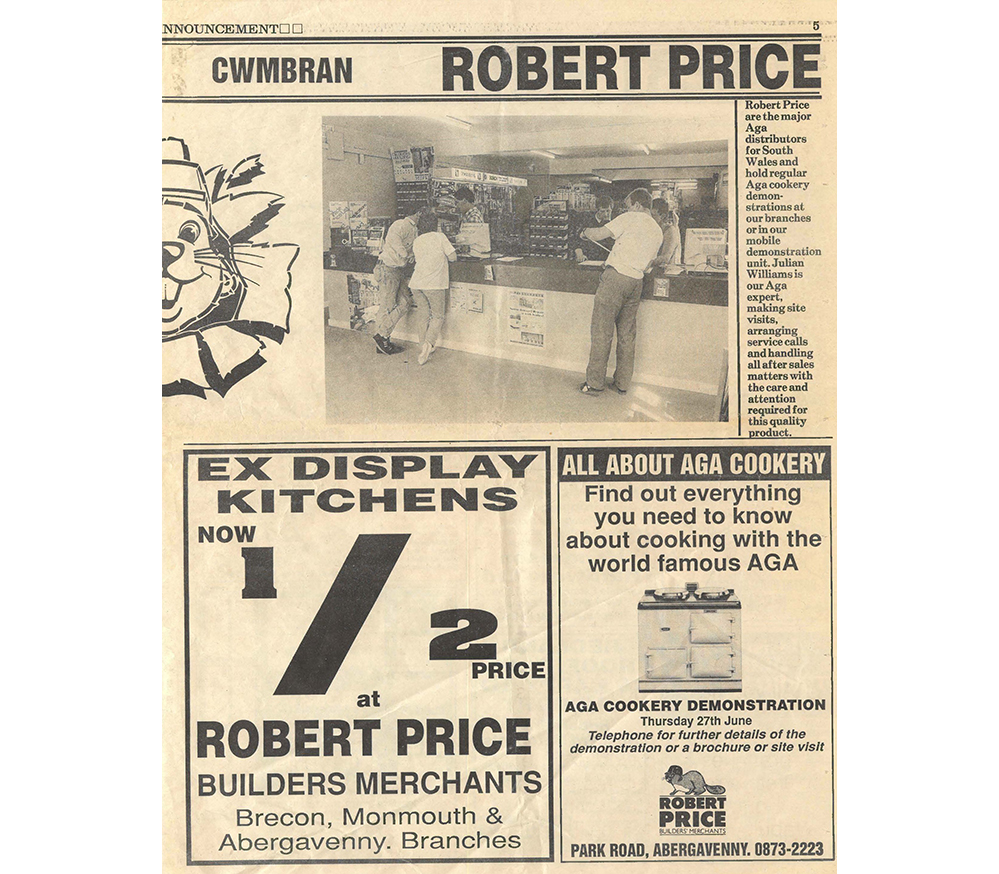 NNOUNCEMENT□□
5
CWMBRAN
ROBERT PRICE
Robert Price
are the major
Aga
distributors
for South
Wales and
hold regular
Aga cookery
demon-
strations at
our branches
or in our
mobile
demonstration
unit. Julian
Williams is
our Aga
expert,
making site
visits,
arranging
service calls
and handling
all after sales
matters with
the care and
attention
required for
this quality
product.
EX DISPLAY
KITCHENS
NOW
1/2
PRICE
at
ROBERT PRICE
BUILDERS MERCHANTS
Brecon, Monmouth &
Abergavenny. Branches
ALL ABOUT AGA COOKERY
Find out everything
you need to know
about cooking with the
world famous AGA
AGA COOKERY DEMONSTRATION
Thursday 27th June
Telephone for further details of the
demonstration or a brochure or site visit
ROBERT
PRICE
BUILDERS' MERCHANTS
PARK ROAD, ABERGAVENNY. 0873-2223